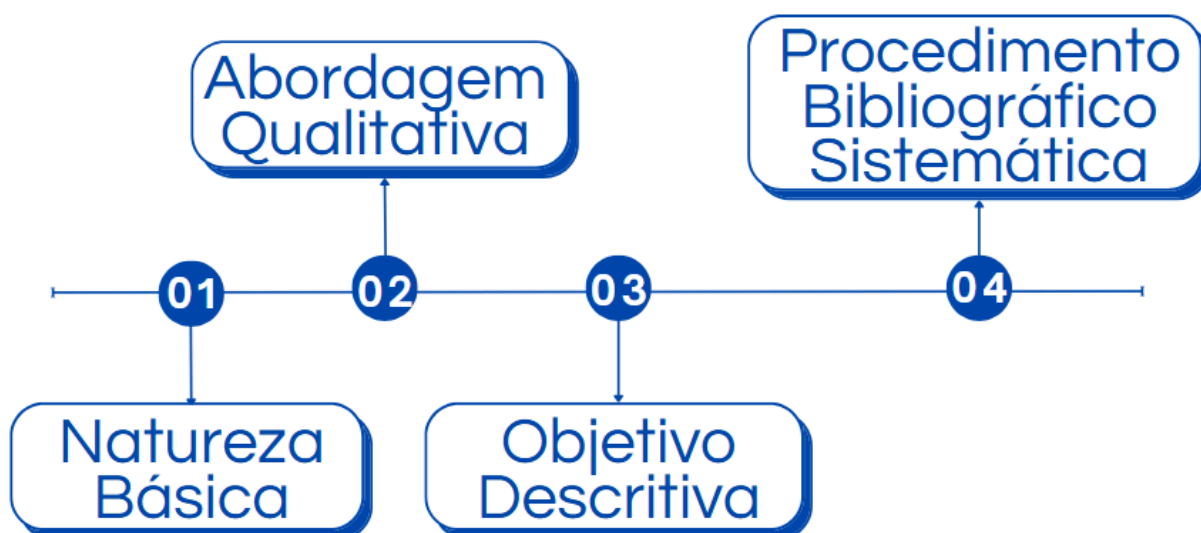 Abordagem
Qualitativa
Procedimento
Bibliográfico
Sistemática
01
02
03
04
Natureza
Básica
Objetivo
Descritiva